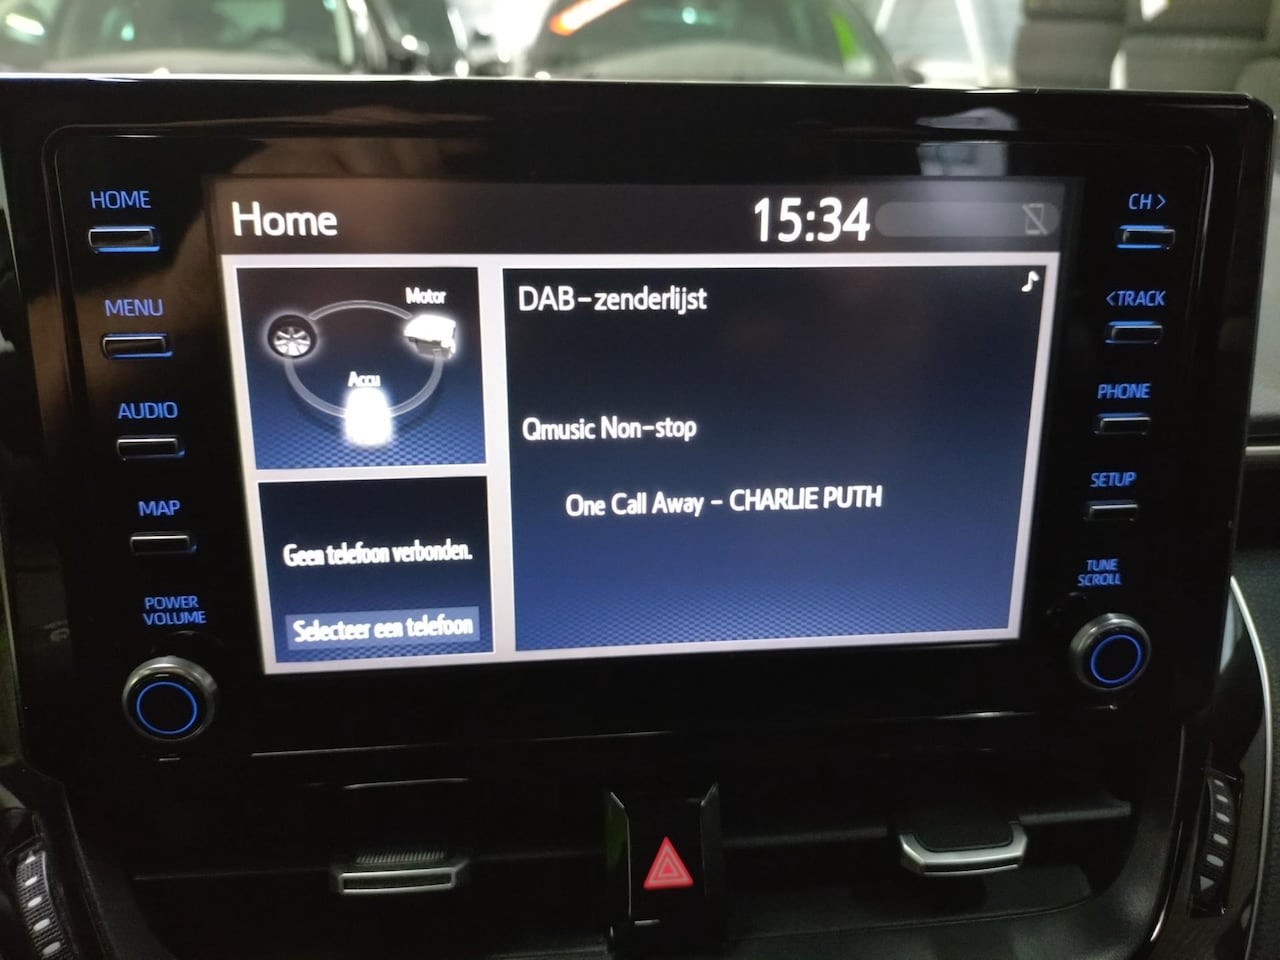 HOME
MENU
AUDIO
MAP
POWER
VOLUME
Home
15:34
Motor
Accu
Geen telefoon verbonden.
Selecteer een telefoon
DAB-zenderlijst
Qmusic Non-stop
One Call Away - CHARLIE PUTH
CH >
<TRACK
PHONE
SETUP
TUNE
SCROLL